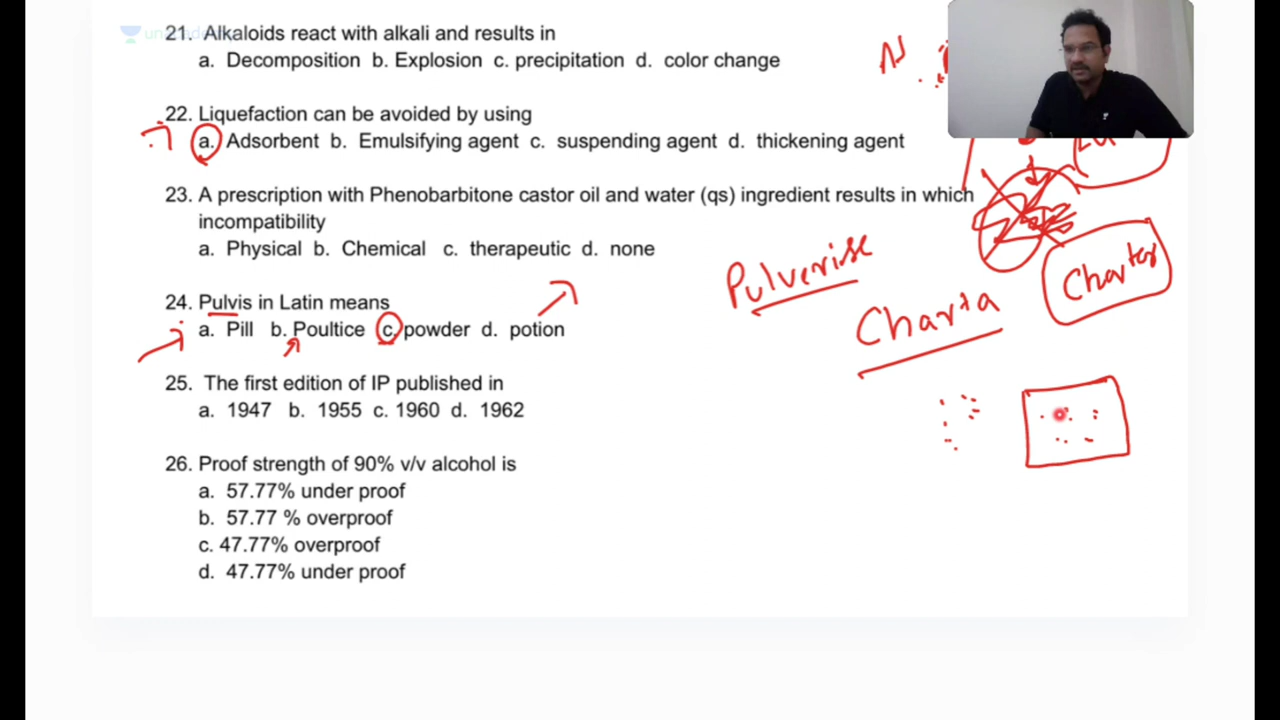 21. Alkaloids react with alkali and results in
a. Decomposition b. Explosion c. precipitation d. color change
22. Liquefaction can be avoided by using
a. Adsorbent b. Emulsifying agent c. suspending agent d. thickening agent
23. A prescription with Phenobarbitone castor oil and water (qs) ingredient results in which
incompatibility
a. Physical b. Chemical c. therapeutic d. none
Pulverise
24. Pulvis in Latin means
a. Pill b. Poultice c. powder d. potion
Charta
25. The first edition of IP published in
a. 1947 b. 1955 c. 1960 d. 1962
26. Proof strength of 90% v/v alcohol is
a. 57.77% under proof
b. 57.77 % overproof
c. 47.77% overproof
d. 47.77% under proof